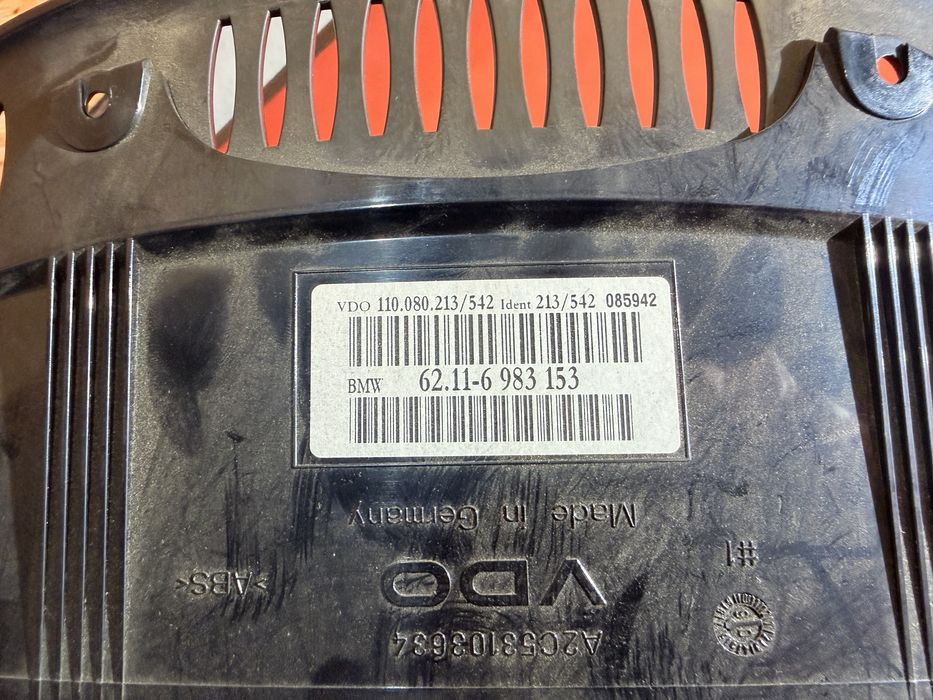 VDO 110.080.213/542 Ident 213/542 085942
BMW 62.11-6 983 153
Made in Germany
#1
>ABS<
VDO
A2C53103634